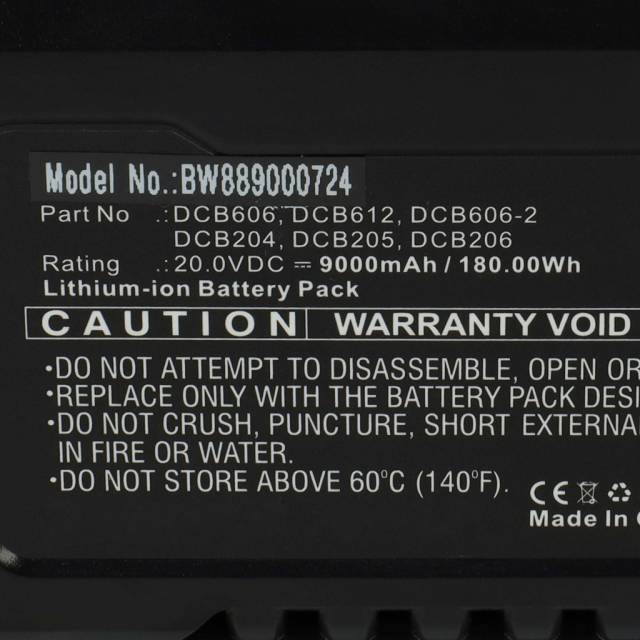 Model No.:BW889000724
Part No .: DCB606, DCB612, DCB606-2
DCB204, DCB205, DCB206
Rating .: 20.0VDC ⎓ 9000mAh / 180.00Wh
Lithium-ion Battery Pack
CAUTION WARRANTY VOID
·DO NOT ATTEMPT TO DISASSEMBLE, OPEN OR
·REPLACE ONLY WITH THE BATTERY PACK DESI
·DO NOT CRUSH, PUNCTURE, SHORT EXTERNA
IN FIRE OR WATER.
·DO NOT STORE ABOVE 60°C (140°F).
CE
Made In